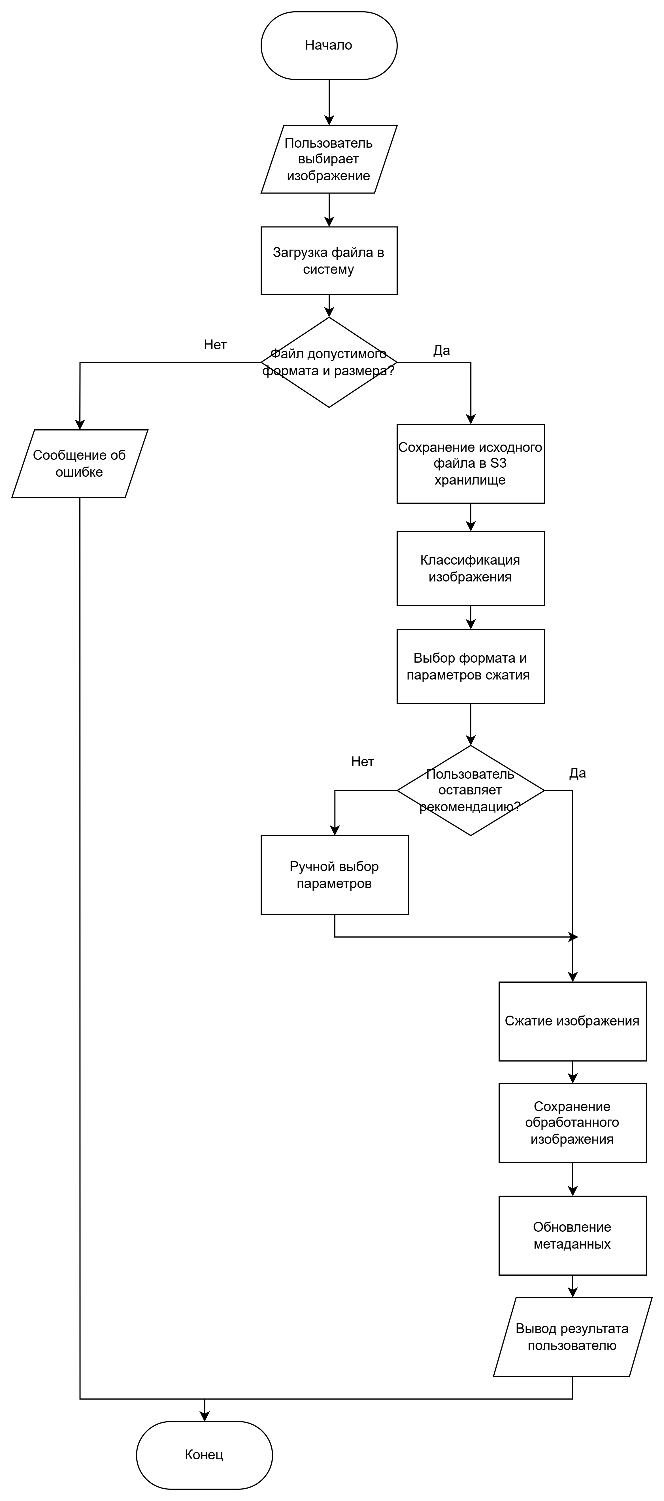 Начало
Пользователь
выбирает
изображение
Загрузка файла в
систему
Нет
Да
Файл допустимого
формата и размера?
Сообщение об
ошибке
Сохранение исходного
файла в S3
хранилище
Классификация
изображения
Выбор формата и
параметров сжатия
Нет
Да
Пользователь
оставляет
рекомендацию?
Ручной выбор
параметров
Сжатие изображения
Сохранение
обработанного
изображения
Обновление
метаданных
Вывод результата
пользователю
Конец